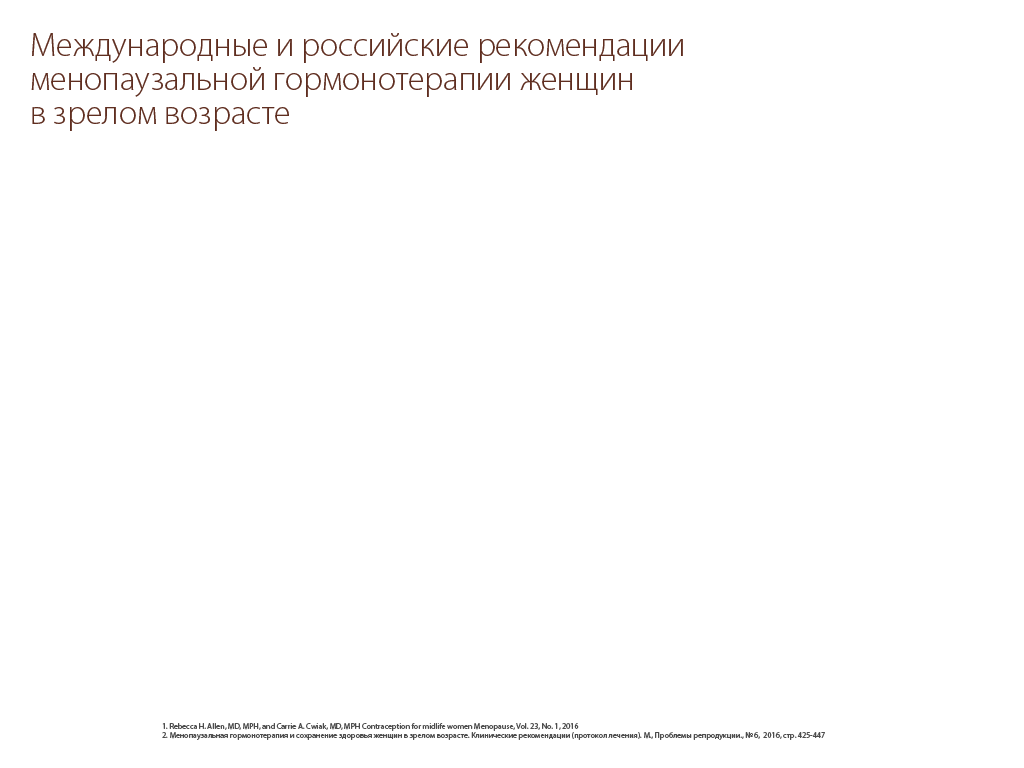 Международные и российские рекомендации
менопаузальной гормонотерапии женщин
в зрелом возрасте
1. Rebecca H. Allen, MD, MPH, and Carrie A. Cwiak, MD, MPH Contraception for midlife women Menopause, Vol. 23, No. 1, 2016
2. Менопаузальная гормонотерапия и сохранение здоровья женщин в зрелом возрасте. Клинические рекомендации (протокол лечения). М., Проблемы репродукции., №6, 2016, стр. 425-447